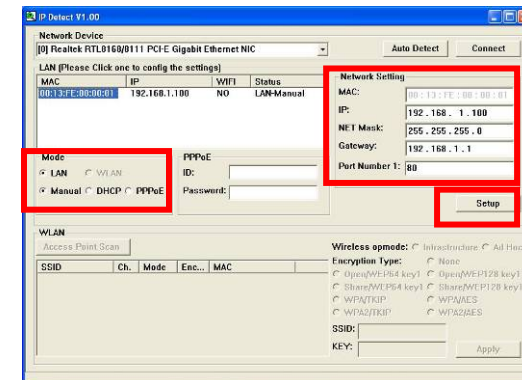 IP Detect V1.00
Network Device
[0] Realtek RTL8168/8111 PCI-E Gigabit Ethernet NIC
Auto Detect
Connect
LAN (Please Click one to config the settings)
MAC IP WIFI Status
00:13:FE:00:00:01 192.168.1.100 NO LAN-Manual
Network Setting
MAC: 00 : 13 : FE : 00 : 00 : 01
IP: 192.168. 1.100
NET Mask: 255.255.255.0
Gateway: 192.168.1.1
Port Number 1: 80
Mode
LAN WLAN
Manual DHCP PPPoE
PPPoE
ID:
Password:
Setup
WLAN
Access Point Scan
SSID Ch. Mode Enc... MAC
Wireless opmode: Infrastructure Ad Hoc
Encryption Type: None
Open/WEP64 key1 Open/WEP128 key1
Share/WEP64 key1 Share/WEP128 key1
WPA/TKIP WPA/AES
WPA2/TKIP WPA2/AES
SSID:
KEY:
Apply